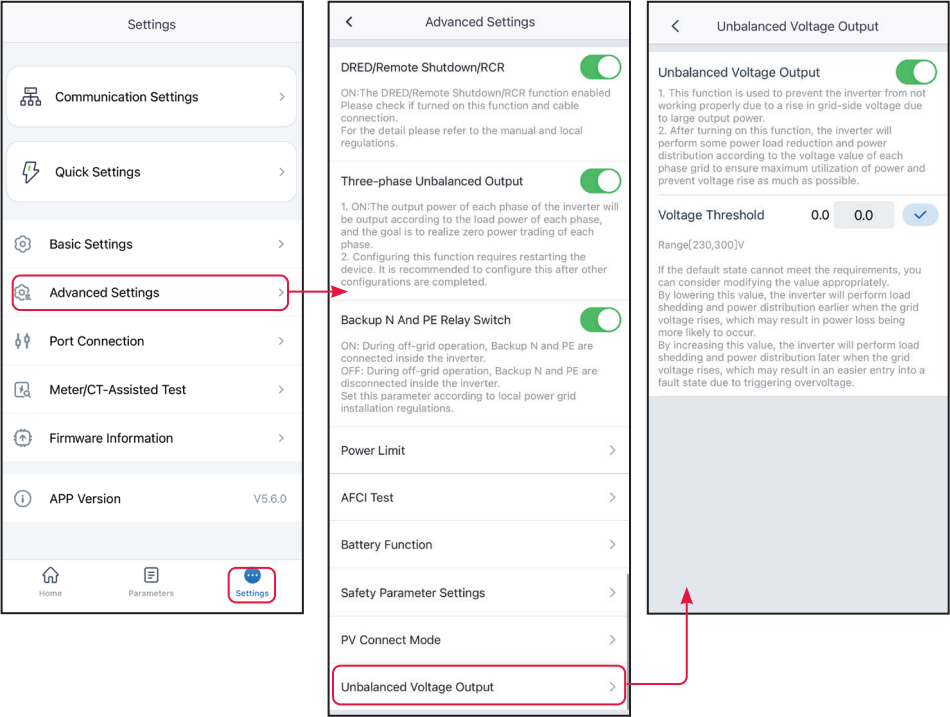 Settings
Communication Settings
Quick Settings
Basic Settings
Advanced Settings
Port Connection
Meter/CT-Assisted Test
Firmware Information
APP Version V5.6.0
Home Parameters Settings
Advanced Settings
DRED/Remote Shutdown/RCR
ON:The DRED/Remote Shutdown/RCR function enabled
Please check if turned on this function and cable
connection.
For the detail please refer to the manual and local
regulations.
Three-phase Unbalanced Output
1. ON:The output power of each phase of the inverter will
be output according to the load power of each phase,
and the goal is to realize zero power trading of each
phase.
2. Configuring this function requires restarting the
device. It is recommended to configure this after other
configurations are completed.
Backup N And PE Relay Switch
ON: During off-grid operation, Backup N and PE are
connected inside the inverter.
OFF: During off-grid operation, Backup N and PE are
disconnected inside the inverter.
Set this parameter according to local power grid
installation regulations.
Power Limit
AFCI Test
Battery Function
Safety Parameter Settings
PV Connect Mode
Unbalanced Voltage Output
Unbalanced Voltage Output
Unbalanced Voltage Output
1. This function is used to prevent the inverter from not
working properly due to a rise in grid-side voltage due
to large output power.
2. After turning on this function, the inverter will
perform some power load reduction and power
distribution according to the voltage value of each
phase grid to ensure maximum utilization of power and
prevent voltage rise as much as possible.
Voltage Threshold 0.0 0.0
Range[230,300]V
If the default state cannot meet the requirements, you
can consider modifying the value appropriately.
By lowering this value, the inverter will perform load
shedding and power distribution earlier when the grid
voltage rises, which may result in power loss being
more likely to occur.
By increasing this value, the inverter will perform load
shedding and power distribution later when the grid
voltage rises, which may result in an easier entry into a
fault state due to triggering overvoltage.